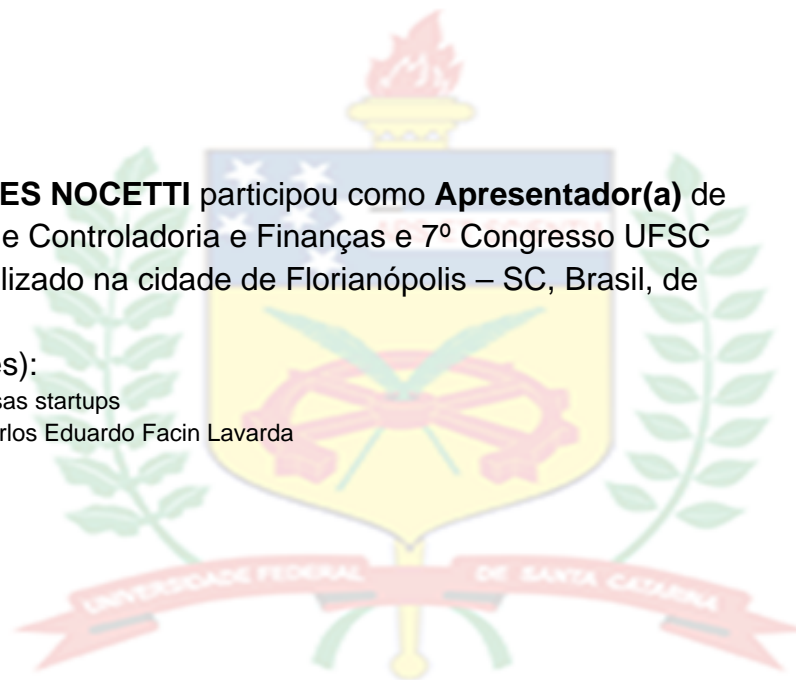 ES NOCETTI participou como Apresentador(a) de
e Controladoria e Finanças e 7º Congresso UFSC
lizado na cidade de Florianópolis – SC, Brasil, de
es):
sas startups
rlos Eduardo Facin Lavarda
UNIVERSIDADE FEDERAL DE SANTA CATARINA